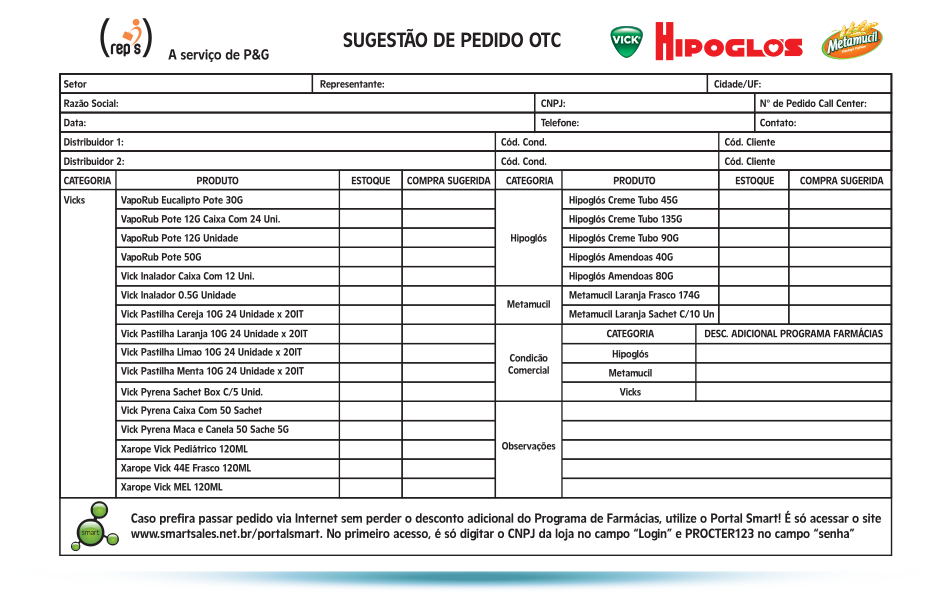 rep's
A serviço de P&G
SUGESTÃO DE PEDIDO OTC
VICK
HIPOGLÓS
Metamucil
Setor Representante: Cidade/UF:
Razão Social: CNPJ: N° de Pedido Call Center:
Data: Telefone: Contato:
Distribuidor 1: Cód. Cond. Cód. Cliente
Distribuidor 2: Cód. Cond. Cód. Cliente
CATEGORIA PRODUTO ESTOQUE COMPRA SUGERIDA CATEGORIA PRODUTO ESTOQUE COMPRA SUGERIDA
Vicks VapoRub Eucalipto Pote 30G Hipoglós Creme Tubo 45G
VapoRub Pote 12G Caixa Com 24 Uni. Hipoglós Creme Tubo 135G
VapoRub Pote 12G Unidade Hipoglós Hipoglós Creme Tubo 90G
VapoRub Pote 50G Hipoglós Amendoas 40G
Vick Inalador Caixa Com 12 Uni. Hipoglós Amendoas 80G
Vick Inalador 0.5G Unidade Metamucil Metamucil Laranja Frasco 174G
Vick Pastilha Cereja 10G 24 Unidade x 20IT Metamucil Laranja Sachet C/10 Un
Vick Pastilha Laranja 10G 24 Unidade x 20IT CATEGORIA DESC. ADICIONAL PROGRAMA FARMÁCIAS
Vick Pastilha Limao 10G 24 Unidade x 20IT Condicão Hipoglós
Vick Pastilha Menta 10G 24 Unidade x 20IT Comercial Metamucil
Vick Pyrena Sachet Box C/5 Unid. Vicks
Vick Pyrena Caixa Com 50 Sachet
Vick Pyrena Maca e Canela 50 Sache 5G
Xarope Vick Pediátrico 120ML Observações
Xarope Vick 44E Frasco 120ML
Xarope Vick MEL 120ML
smart
Caso prefira passar pedido via Internet sem perder o desconto adicional do Programa de Farmácias, utilize o Portal Smart! É só acessar o site
www.smartsales.net.br/portalsmart. No primeiro acesso, é só digitar o CNPJ da loja no campo “Login” e PROCTER123 no campo “senha”